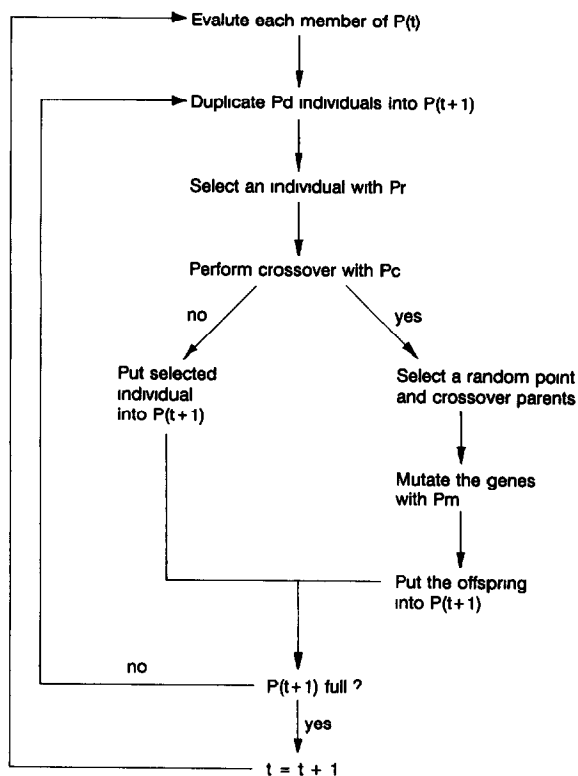 Evalute each member of P(t)
Duplicate Pd individuals into P(t+1)
Select an individual with Pr
Perform crossover with Pc
no
yes
Put selected
individual
into P(t+1)
Select a random point
and crossover parents
Mutate the genes
with Pm
Put the offspring
into P(t+1)
no
P(t+1) full ?
yes
t = t + 1